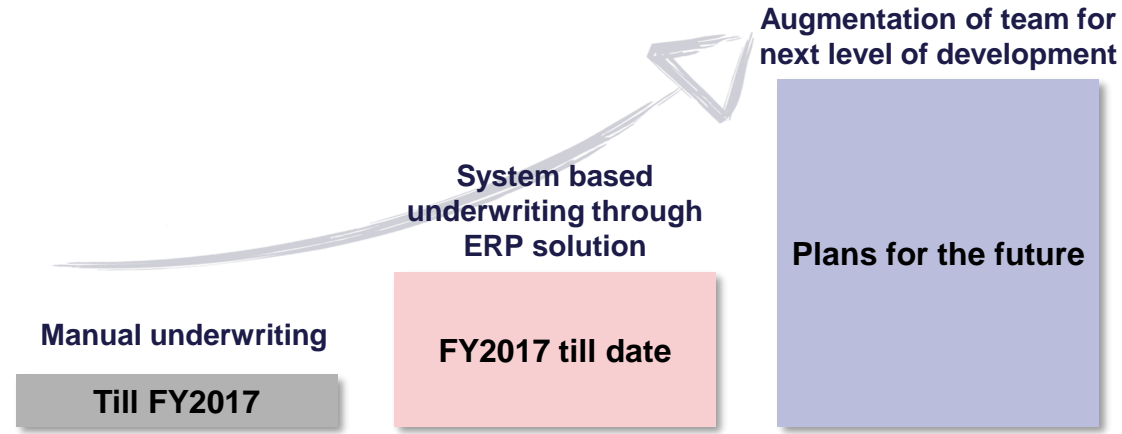 Augmentation of team for
next level of development
System based
underwriting through
ERP solution
Plans for the future
Manual underwriting
FY2017 till date
Till FY2017